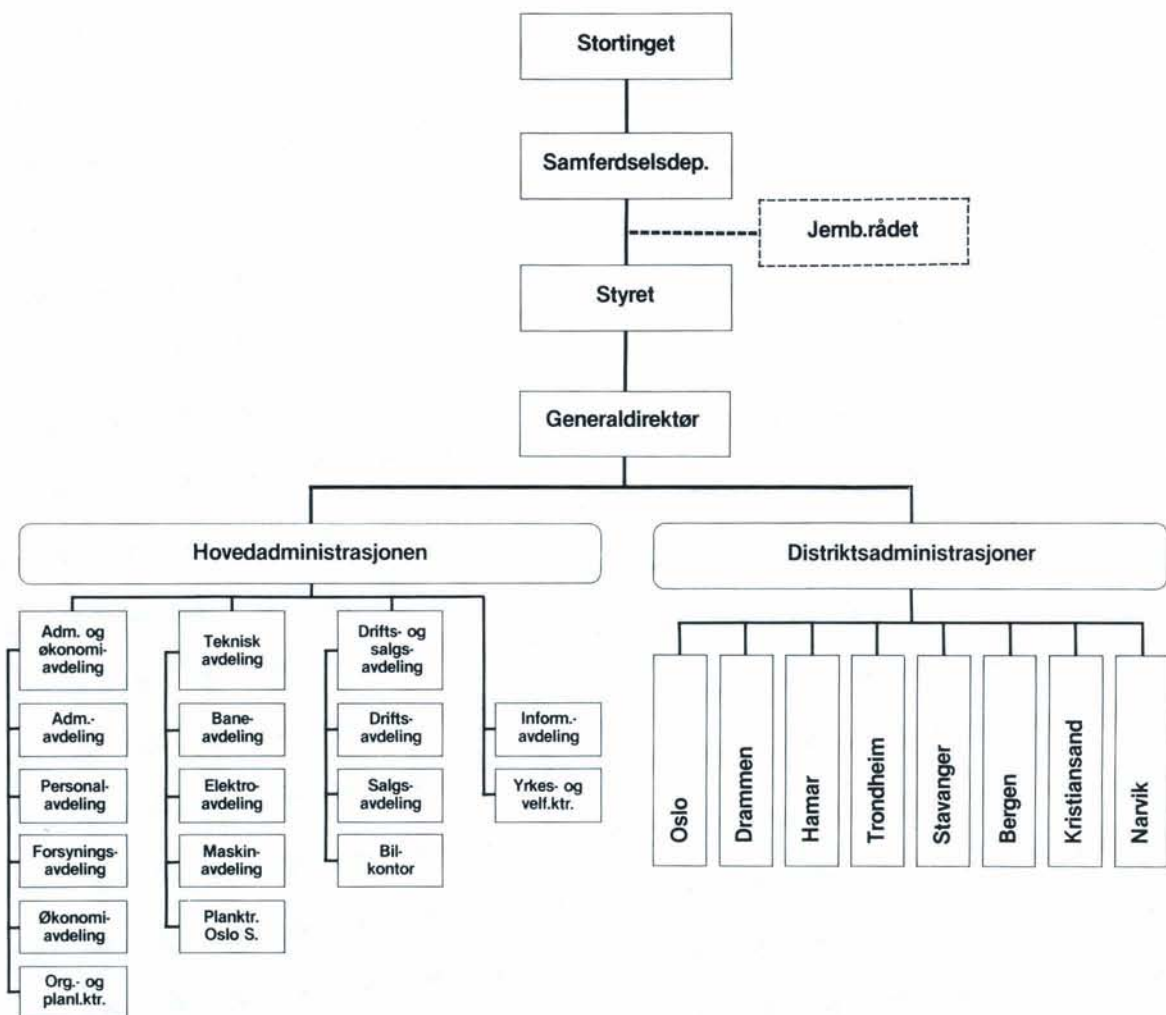 Stortinget
Samferdselsdep.
Jernb.rådet
Styret
Generaldirektør
Hovedadministrasjonen
Distriktsadministrasjoner
Adm. og
økonomi-
avdeling
Adm.-
avdeling
Personal-
avdeling
Forsynings-
avdeling
Økonomi-
avdeling
Org.- og
planl.ktr.
Teknisk
avdeling
Bane-
avdeling
Elektro-
avdeling
Maskin-
avdeling
Planktr.
Oslo S.
Drifts- og
salgs-
avdeling
Drifts-
avdeling
Salgs-
avdeling
Bil-
kontor
Inform.-
avdeling
Yrkes- og
velf.ktr.
Oslo
Drammen
Hamar
Trondheim
Stavanger
Bergen
Kristiansand
Narvik